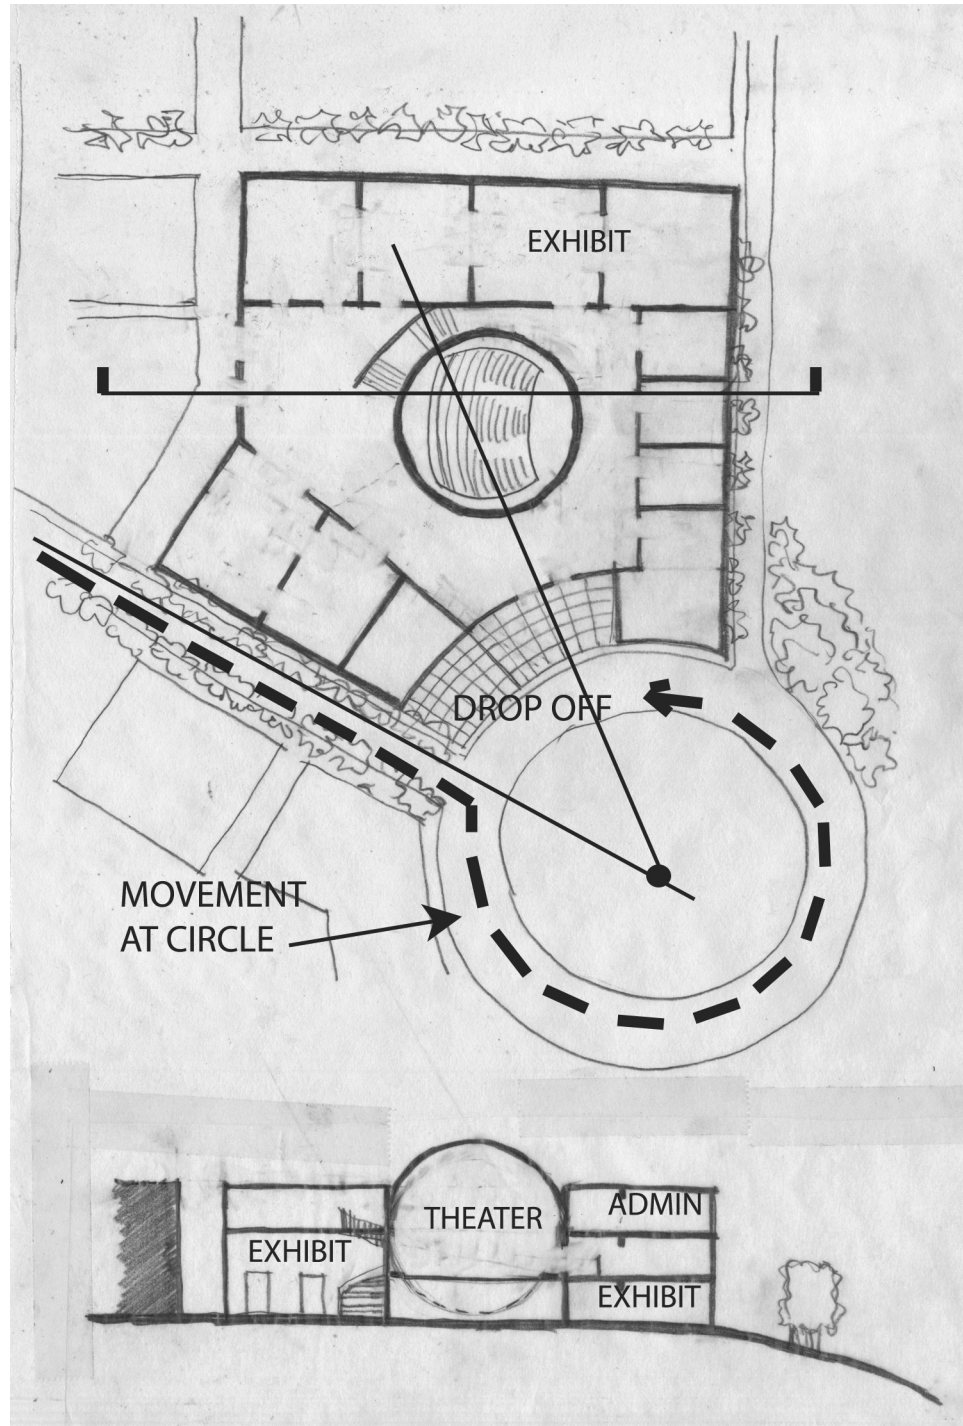 EXHIBIT
DROP OFF
MOVEMENT
AT CIRCLE
THEATER
ADMIN
EXHIBIT
EXHIBIT